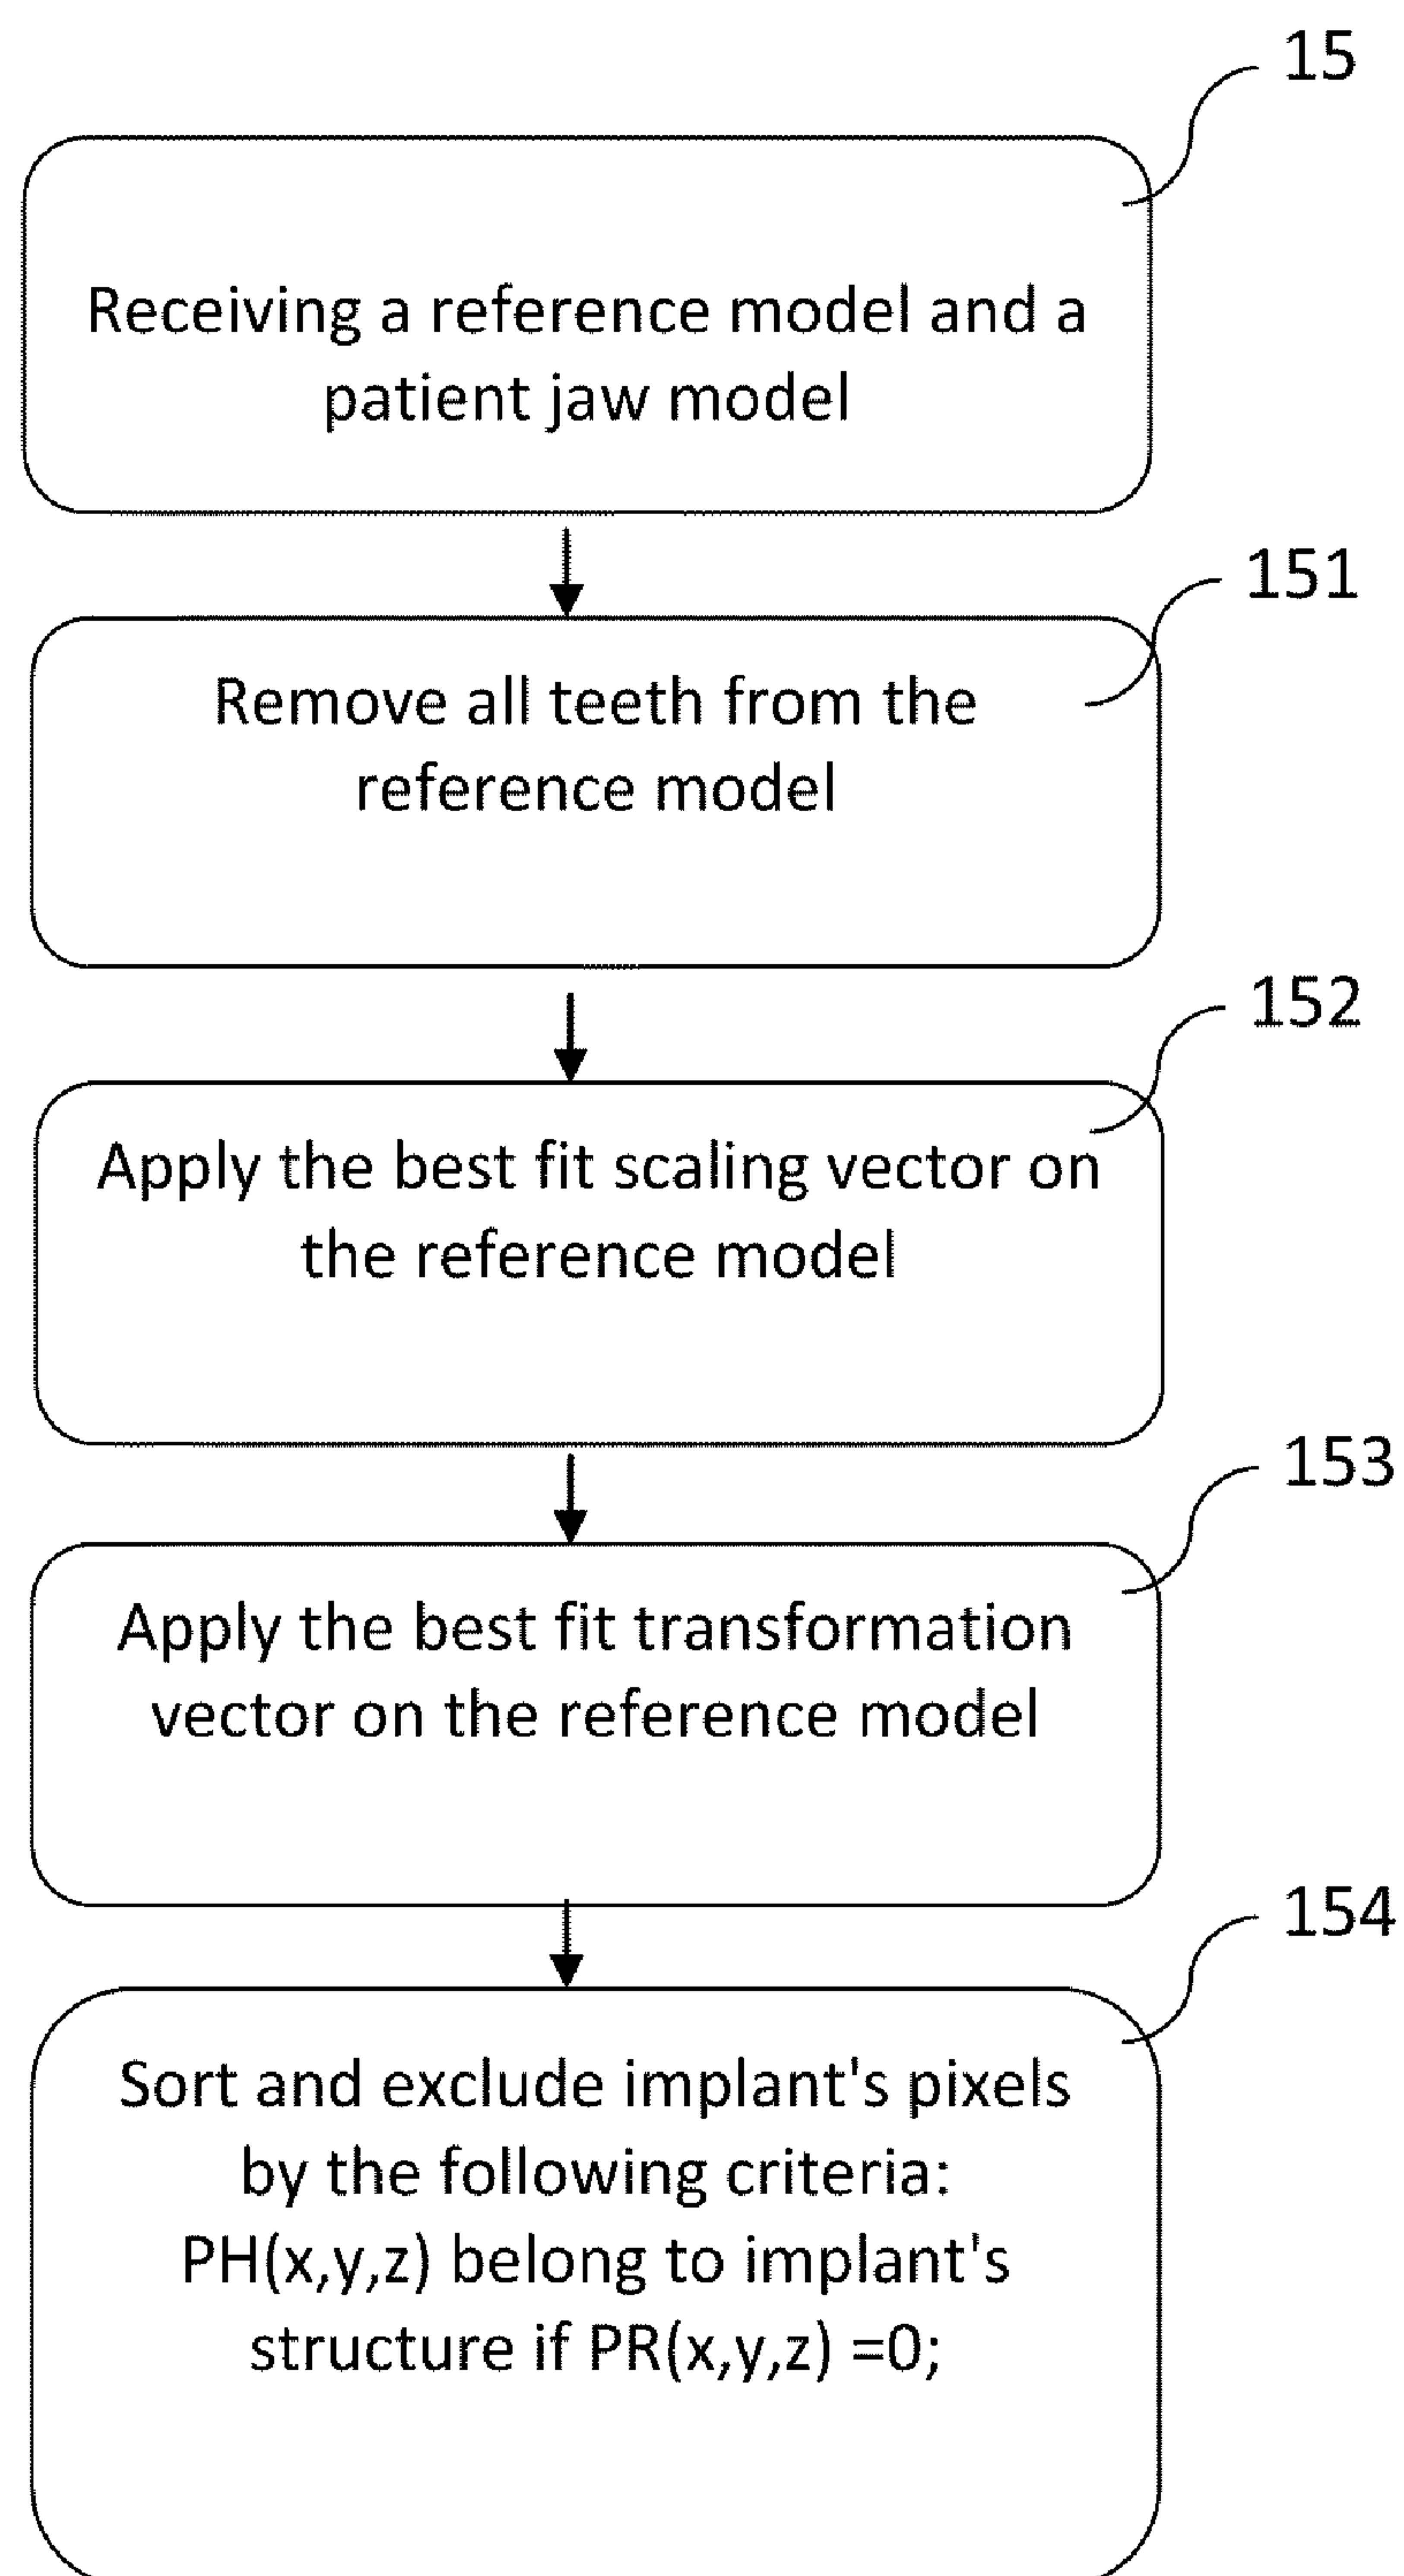 15
Receiving a reference model and a
patient jaw model
151
Remove all teeth from the
reference model
152
Apply the best fit scaling vector on
the reference model
153
Apply the best fit transformation
vector on the reference model
154
Sort and exclude implant's pixels
by the following criteria:
PH(x,y,z) belong to implant's
structure if PR(x,y,z) =0;